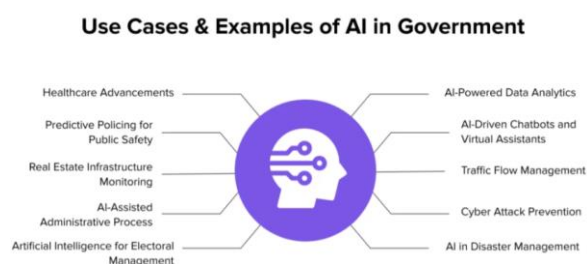 Use Cases & Examples of AI in Government
Healthcare Advancements
Predictive Policing for
Public Safety
Real Estate Infrastructure
Monitoring
AI-Assisted
Administrative Process
Artificial Intelligence for Electoral
Management
AI-Powered Data Analytics
AI-Driven Chatbots and
Virtual Assistants
Traffic Flow Management
Cyber Attack Prevention
AI in Disaster Management